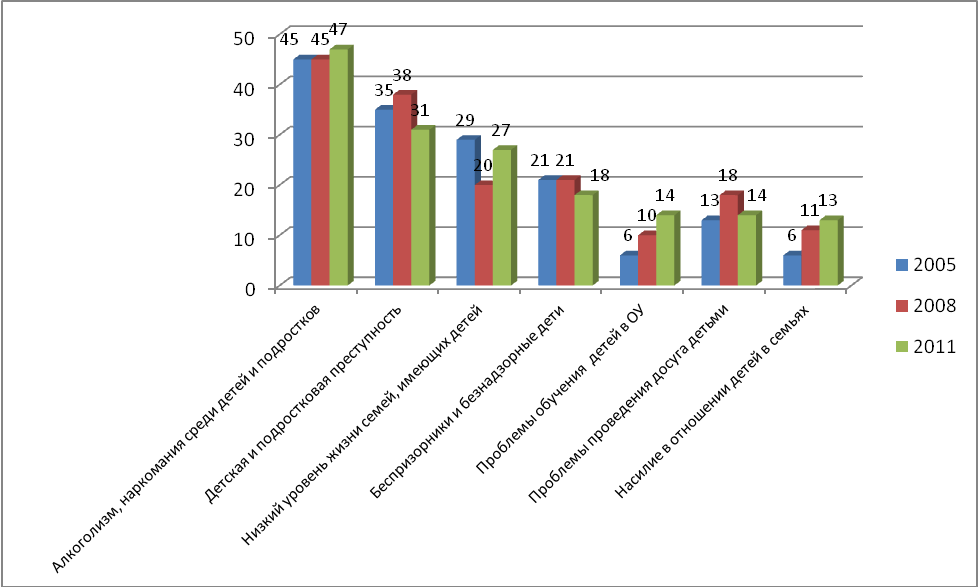 50
40
30
20
10
0
45 45 47
35 38 31
29 20 27
21 21 18
6 10 14
13 18 14
6 11 13
Алкоголизм, наркомания среди детей и подростков
Детская и подростковая преступность
Низкий уровень жизни семей, имеющих детей
Беспризорники и безнадзорные дети
Проблемы обучения детей в ОУ
Проблемы проведения досуга детьми
Насилие в отношении детей в семьях
2005
2008
2011